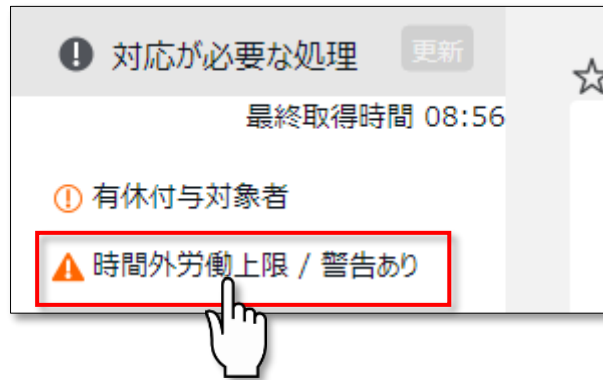 対応が必要な処理 更新
最終取得時間 08:56
有休付与対象者
時間外労働上限 / 警告あり